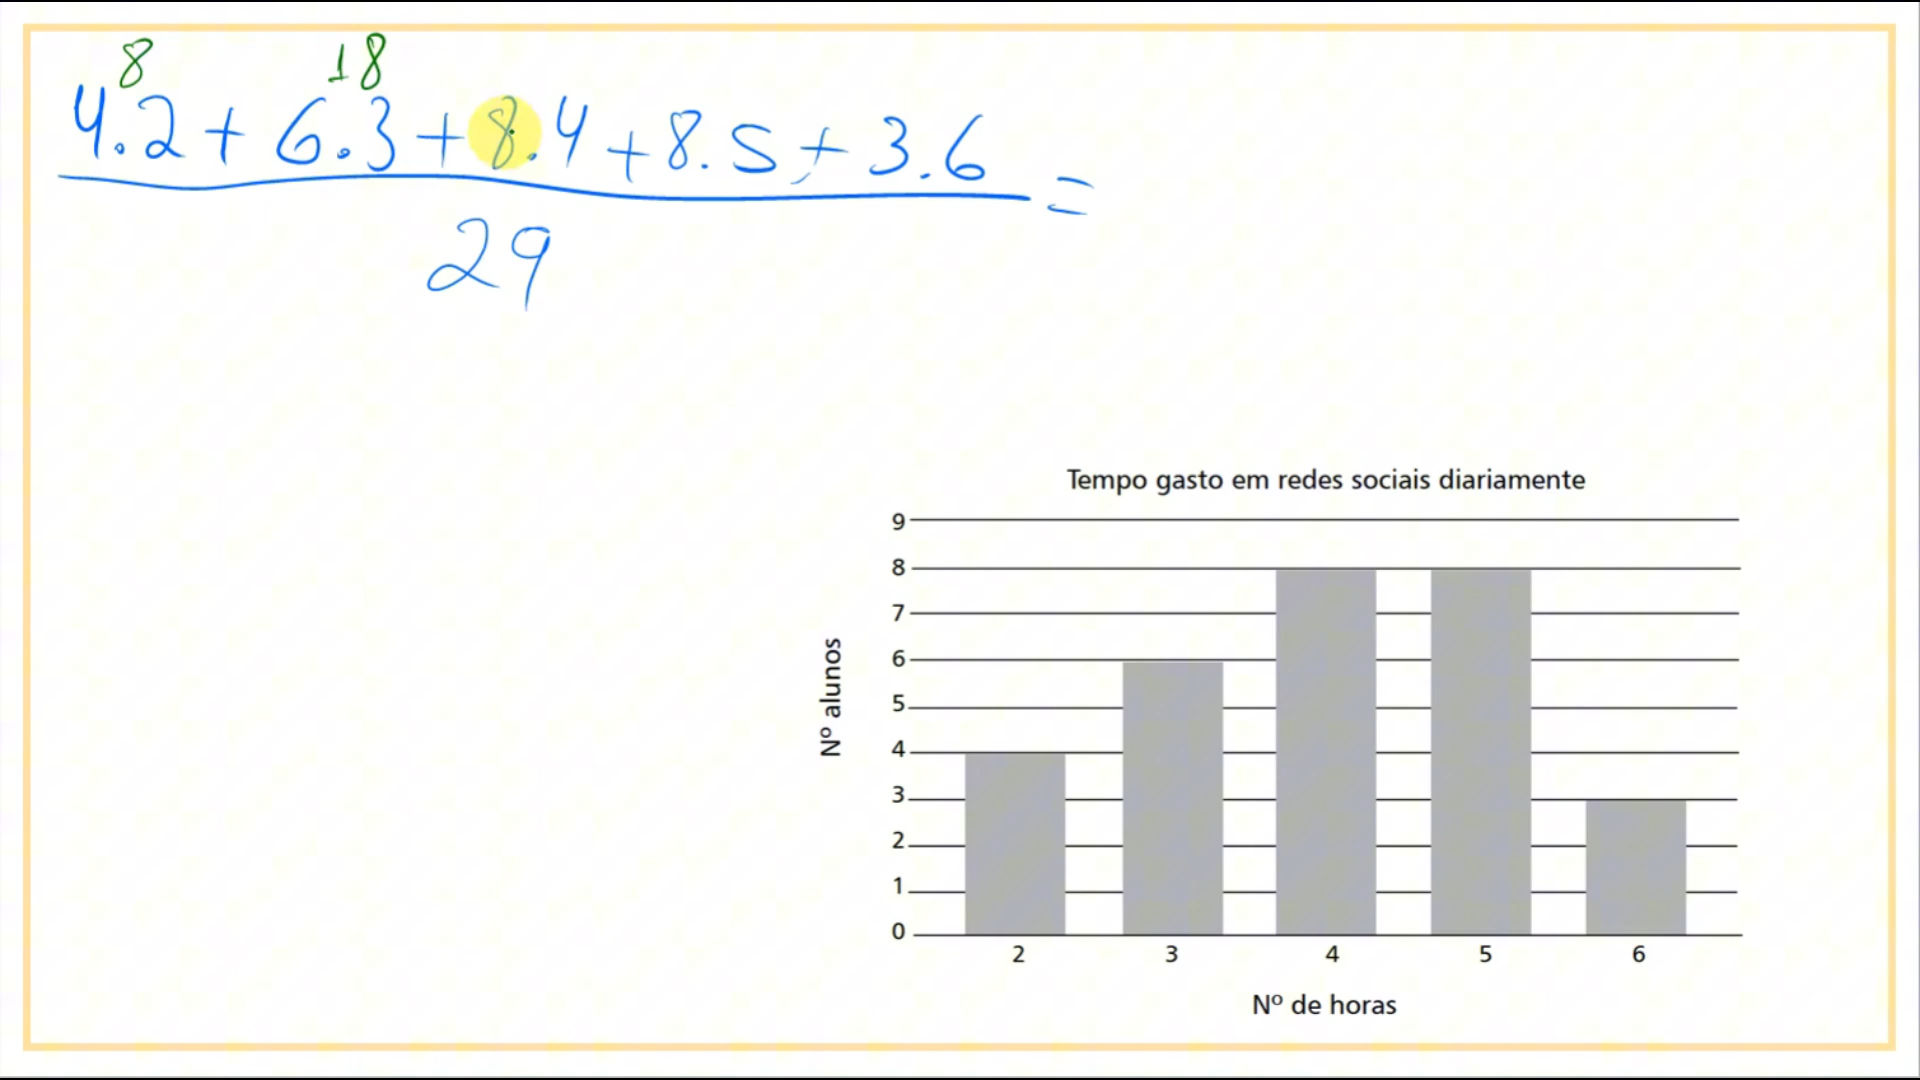 8 18
4.2 + 6.3 + 8.4 + 8.5 + 3.6 =
29
Tempo gasto em redes sociais diariamente
9
8
7
6
5
4
3
2
1
0
Nº alunos
2 3 4 5 6
Nº de horas